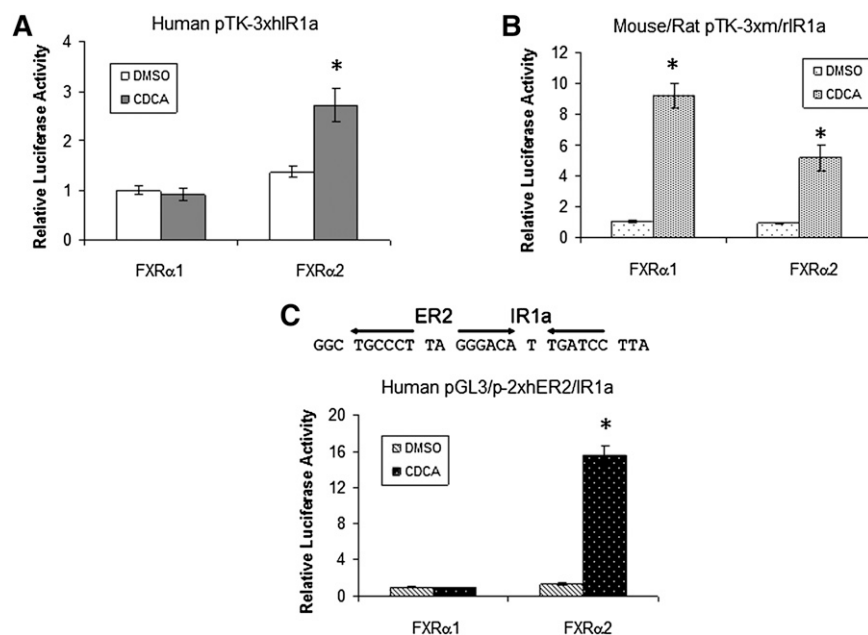 A
Human pTK-3xhIR1a
Relative Luciferase Activity
4
3
2
1
0
DMSO
CDCA
*
FXRα1
FXRα2
B
Mouse/Rat pTK-3xm/rIR1a
Relative Luciferase Activity
12
10
8
6
4
2
0
DMSO
CDCA
*
*
FXRα1
FXRα2
C
ER2 IR1a
GGC TGCCCT TA GGGACA T TGATCC TTA
Human pGL3/p-2xhER2/IR1a
Relative Luciferase Activity
20
16
12
8
4
0
DMSO
CDCA
*
FXRα1
FXRα2